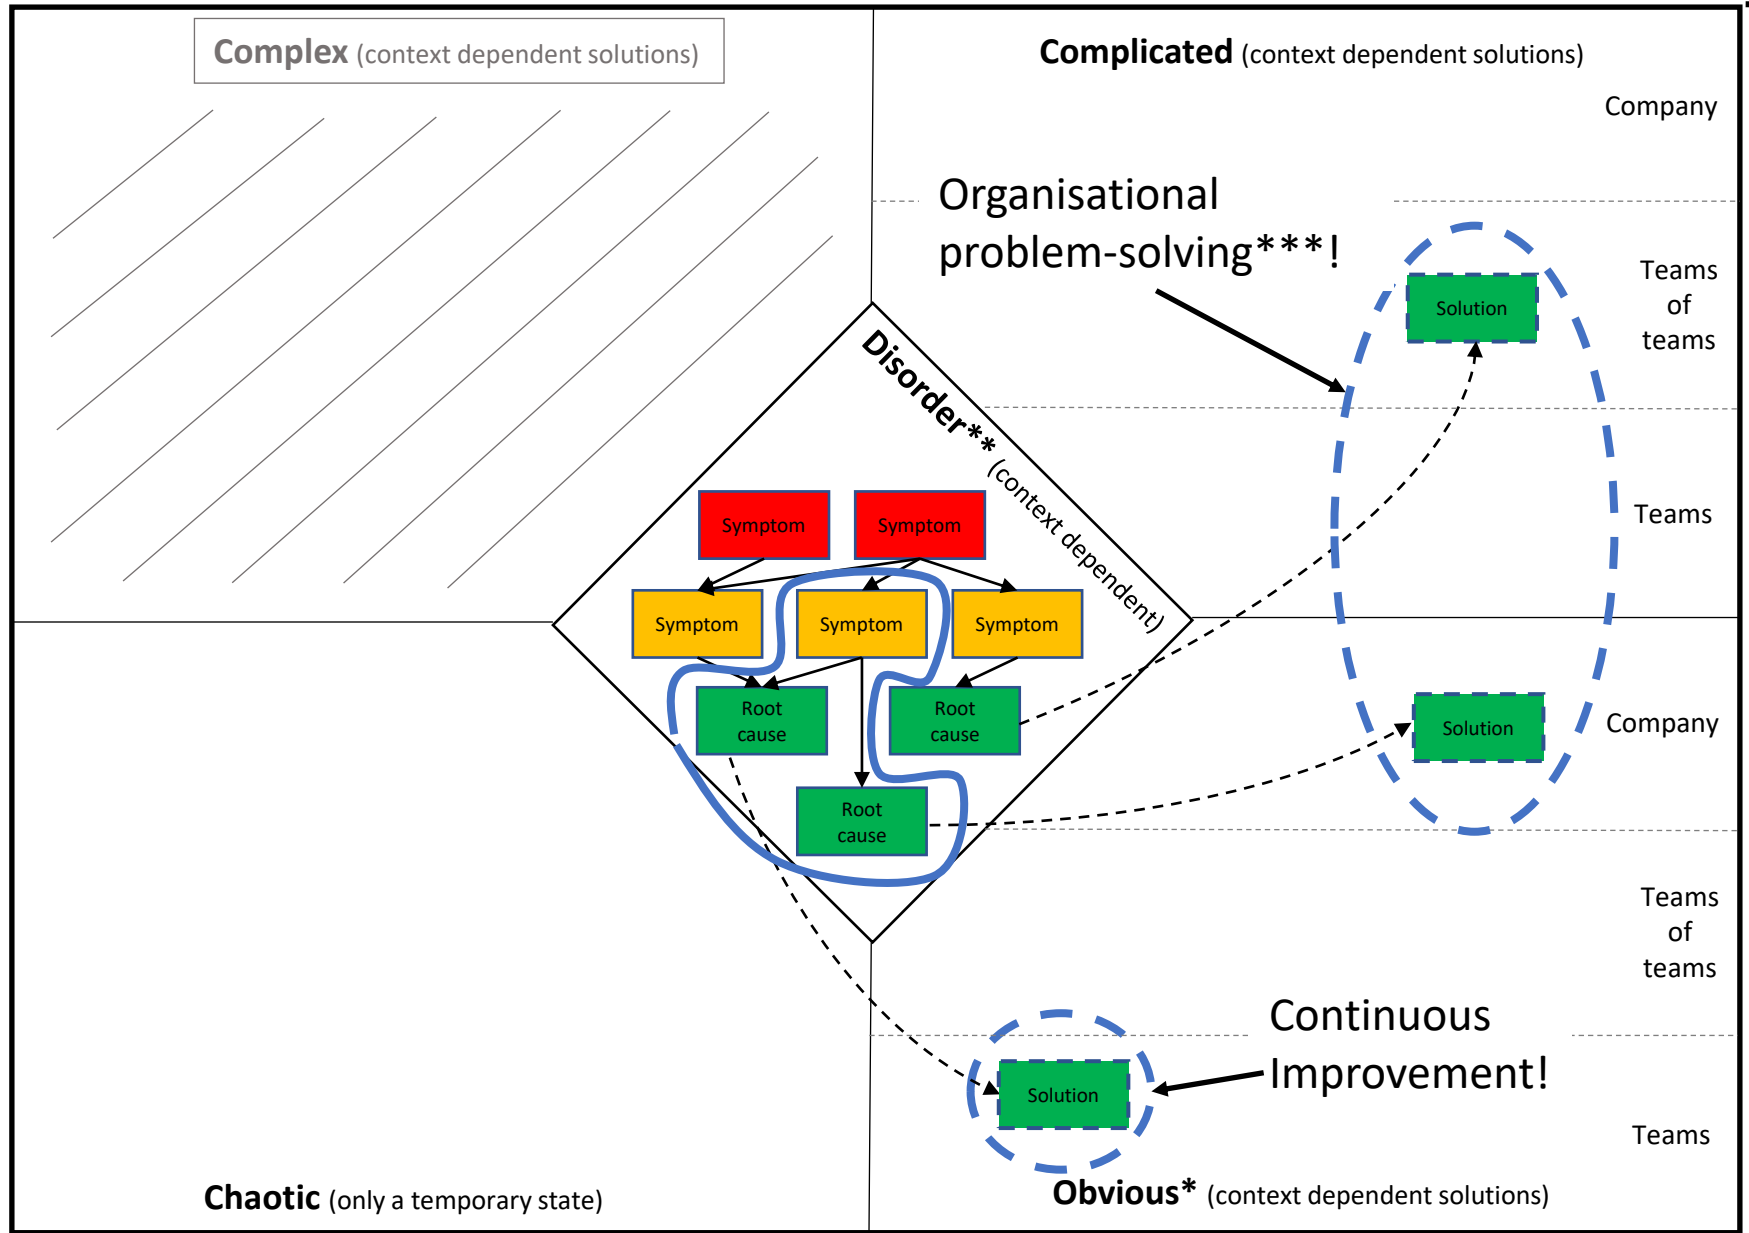 Complex (context dependent solutions)
Complicated (context dependent solutions)
Company
Organisational
problem-solving***!
Teams
of
teams
Solution
Disorder** (context dependent)
Teams
Symptom
Symptom
Symptom
Symptom
Symptom
Root
cause
Root
cause
Root
cause
Solution
Company
Teams
of
teams
Continuous
Improvement!
Solution
Teams
Chaotic (only a temporary state)
Obvious* (context dependent solutions)